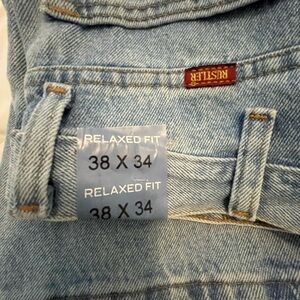 RUSTLER
RELAXED FIT
38 X 34
RELAXED FIT
38 X 34